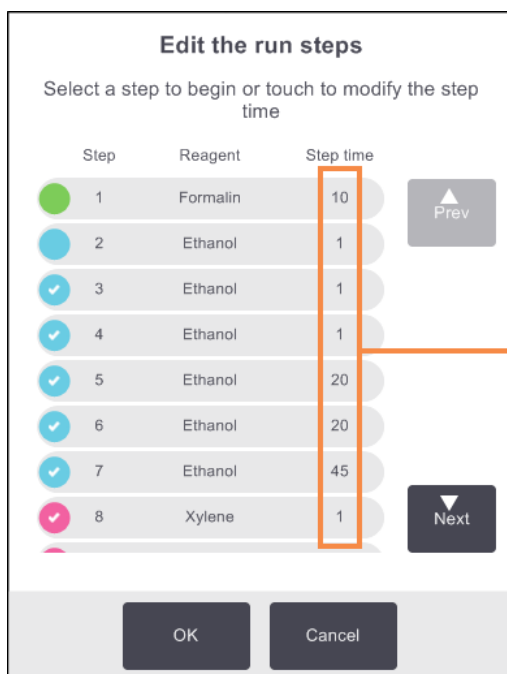 Edit the run steps
Select a step to begin or touch to modify the step
time
Step Reagent Step time
1 Formalin 10
Prev
2 Ethanol 1
3 Ethanol 1
4 Ethanol 1
5 Ethanol 20
6 Ethanol 20
7 Ethanol 45
8 Xylene 1
Next
OK Cancel